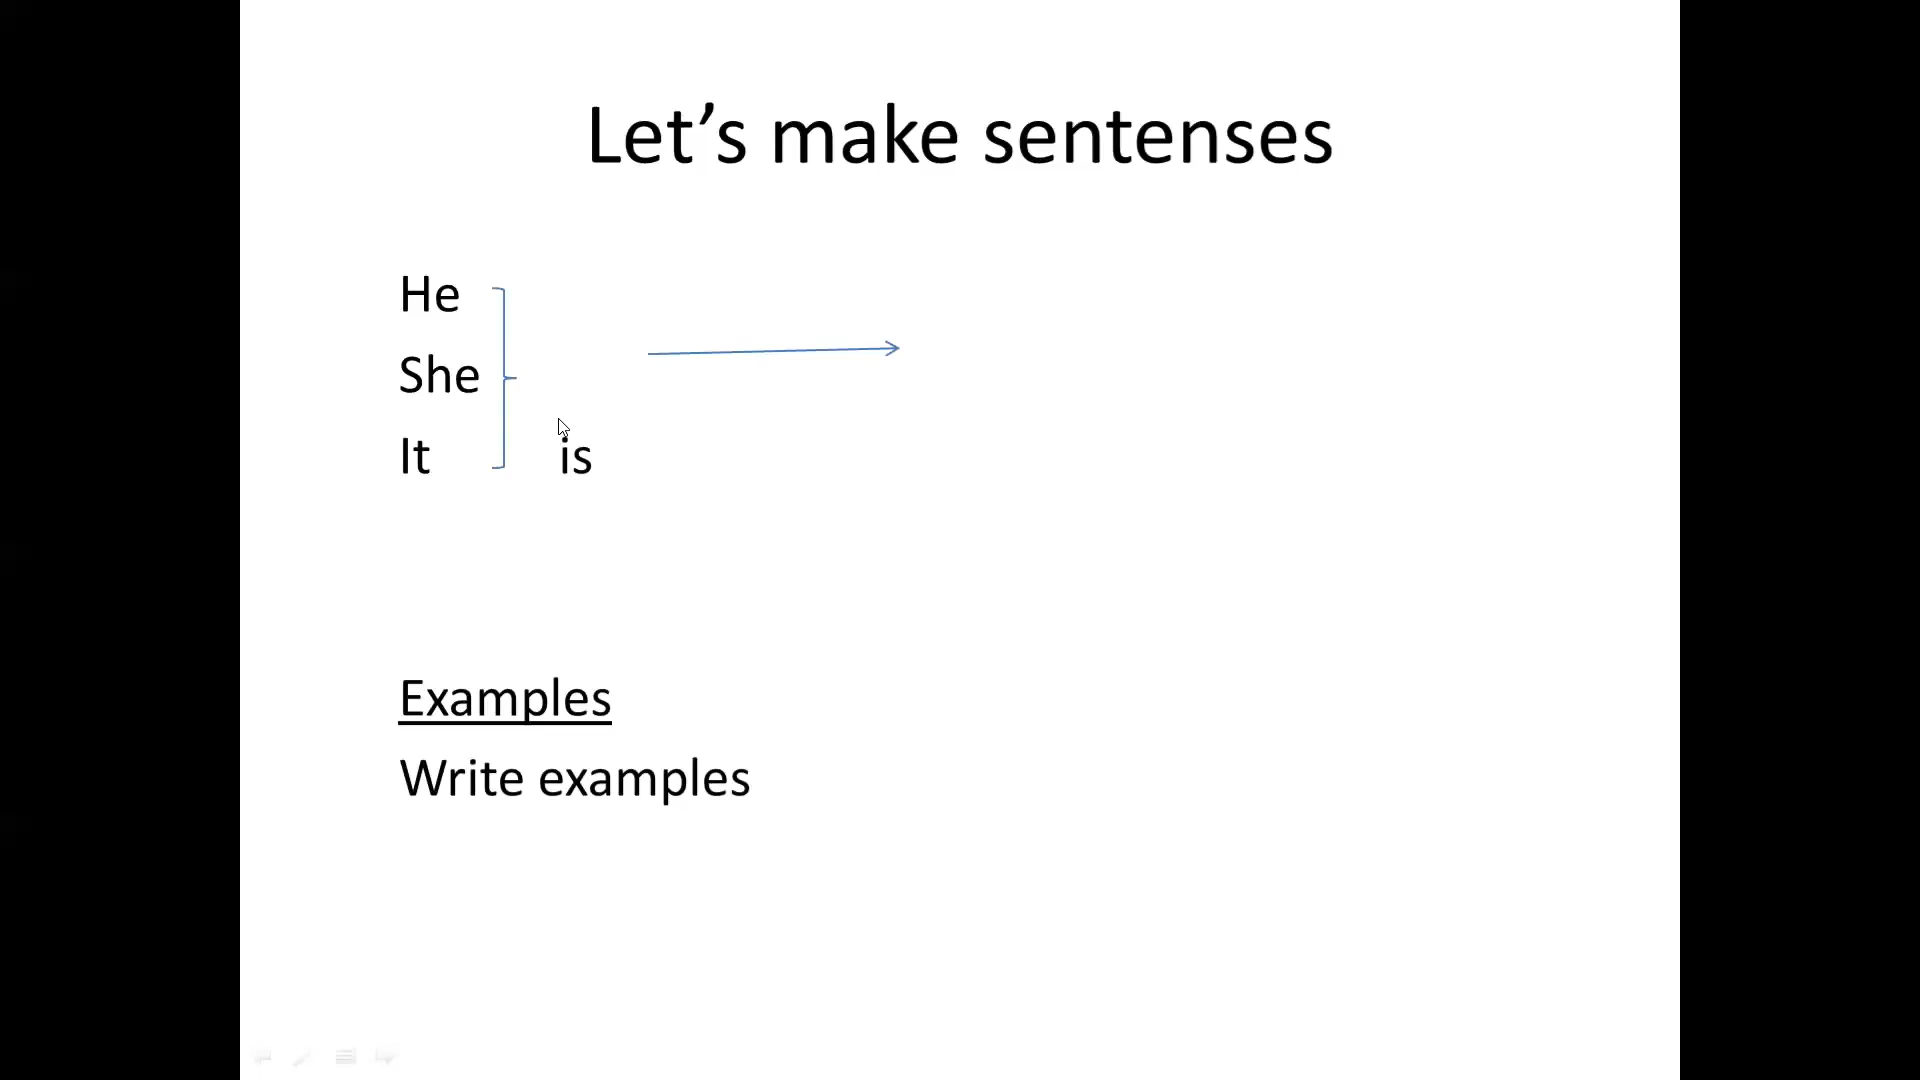 Let’s make sentenses
He
She
It is
Examples
Write examples